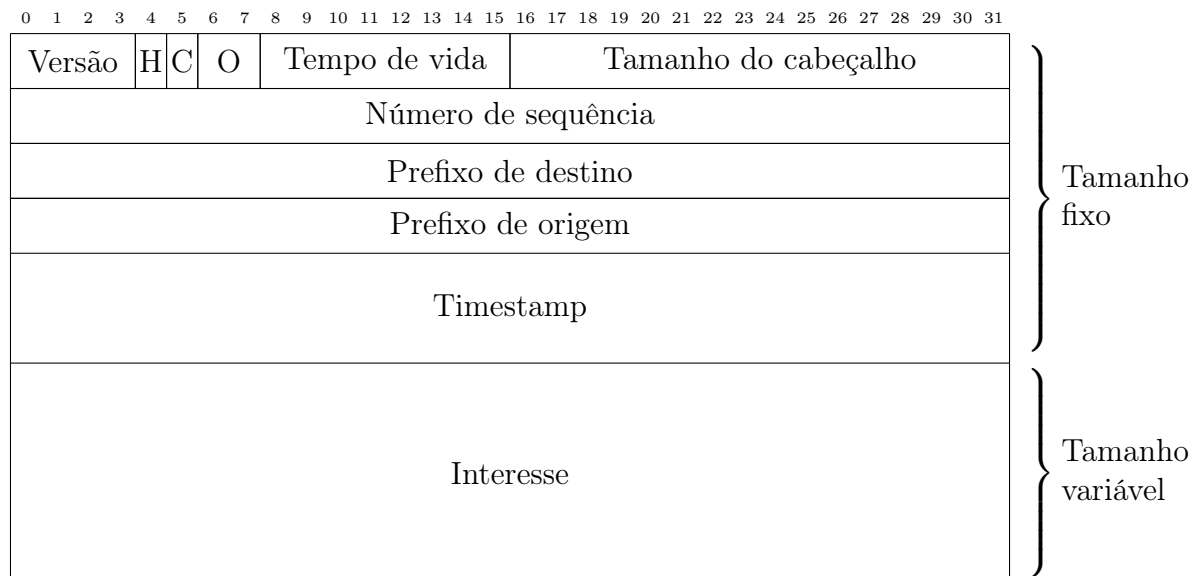 0 1 2 3 4 5 6 7 8 9 10 11 12 13 14 15 16 17 18 19 20 21 22 23 24 25 26 27 28 29 30 31
Versão H C O Tempo de vida Tamanho do cabeçalho
Número de sequência
Prefixo de destino
Prefixo de origem
Timestamp
Tamanho
fixo
Interesse
Tamanho
variável